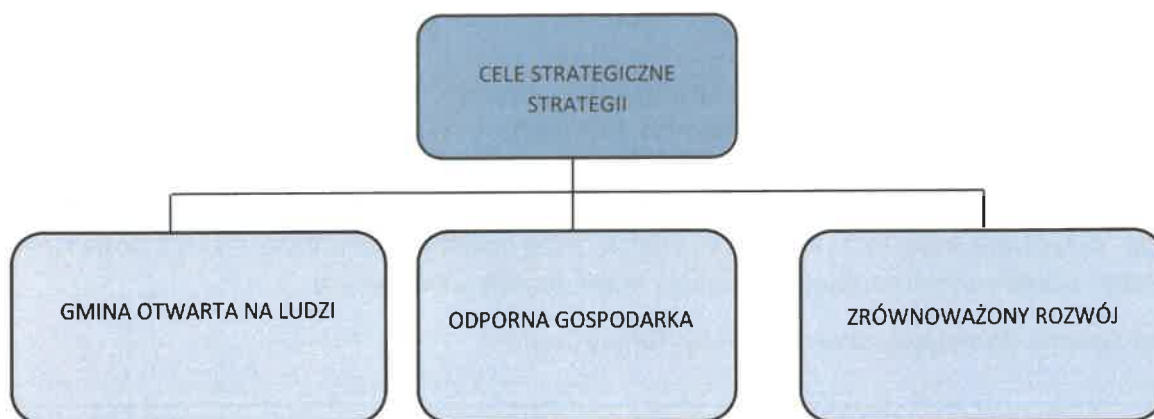 CELE STRATEGICZNE
STRATEGII
GMINA OTWARTA NA LUDZI
ODPORNA GOSPODARKA
ZRÓWNOWAŻONY ROZWÓJ